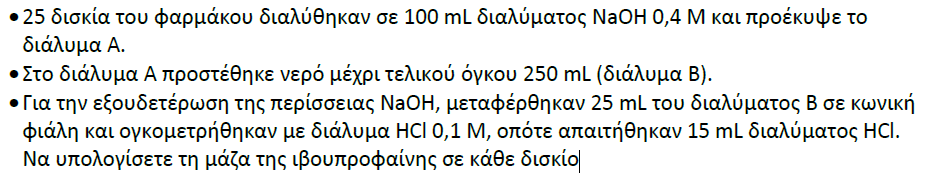 • 25 δισκία του φαρμάκου διαλύθηκαν σε 100 mL διαλύματος NaOH 0,4 M και προέκυψε το
διάλυμα Α.
• Στο διάλυμα Α προστέθηκε νερό μέχρι τελικού όγκου 250 mL (διάλυμα Β).
• Για την εξουδετέρωση της περίσσειας NaOH, μεταφέρθηκαν 25 mL του διαλύματος Β σε κωνική
φιάλη και ογκομετρήθηκαν με διάλυμα HCl 0,1 M, οπότε απαιτήθηκαν 15 mL διαλύματος HCl.
Να υπολογίσετε τη μάζα της ιβουπροφαίνης σε κάθε δισκίο